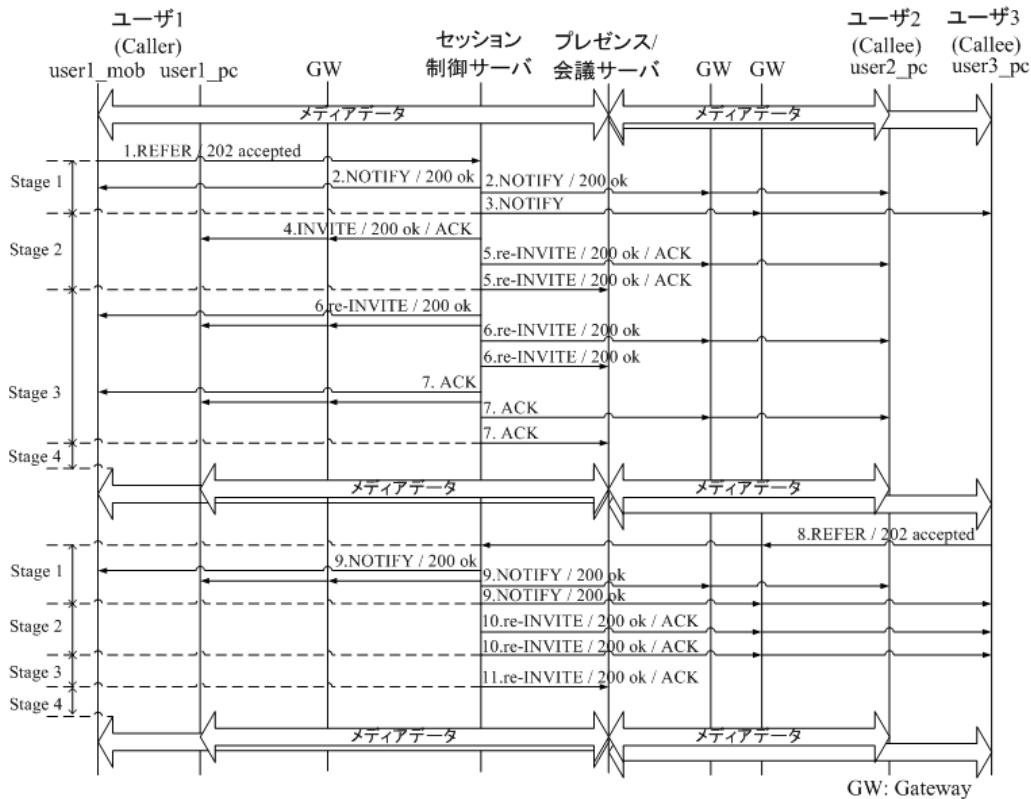 ユーザ1
(Caller)
user1_mob user1_pc
GW
セッション
制御サーバ
プレゼンス/
会議サーバ
GW GW
ユーザ2
(Callee)
user2_pc
ユーザ3
(Callee)
user3_pc
メディアデータ
メディアデータ
1.REFER / 202 accepted
Stage 1
2.NOTIFY / 200 ok
2.NOTIFY / 200 ok
3.NOTIFY
4.INVITE / 200 ok / ACK
Stage 2
5.re-INVITE / 200 ok / ACK
5.re-INVITE / 200 ok / ACK
6.re-INVITE / 200 ok
6.re-INVITE / 200 ok
6.re-INVITE / 200 ok
Stage 3
7. ACK
7. ACK
7. ACK
Stage 4
メディアデータ
メディアデータ
8.REFER / 202 accepted
Stage 1
9.NOTIFY / 200 ok
9.NOTIFY / 200 ok
9.NOTIFY / 200 ok
Stage 2
10.re-INVITE / 200 ok / ACK
10.re-INVITE / 200 ok / ACK
Stage 3
11.re-INVITE / 200 ok / ACK
Stage 4
メディアデータ
メディアデータ
GW: Gateway